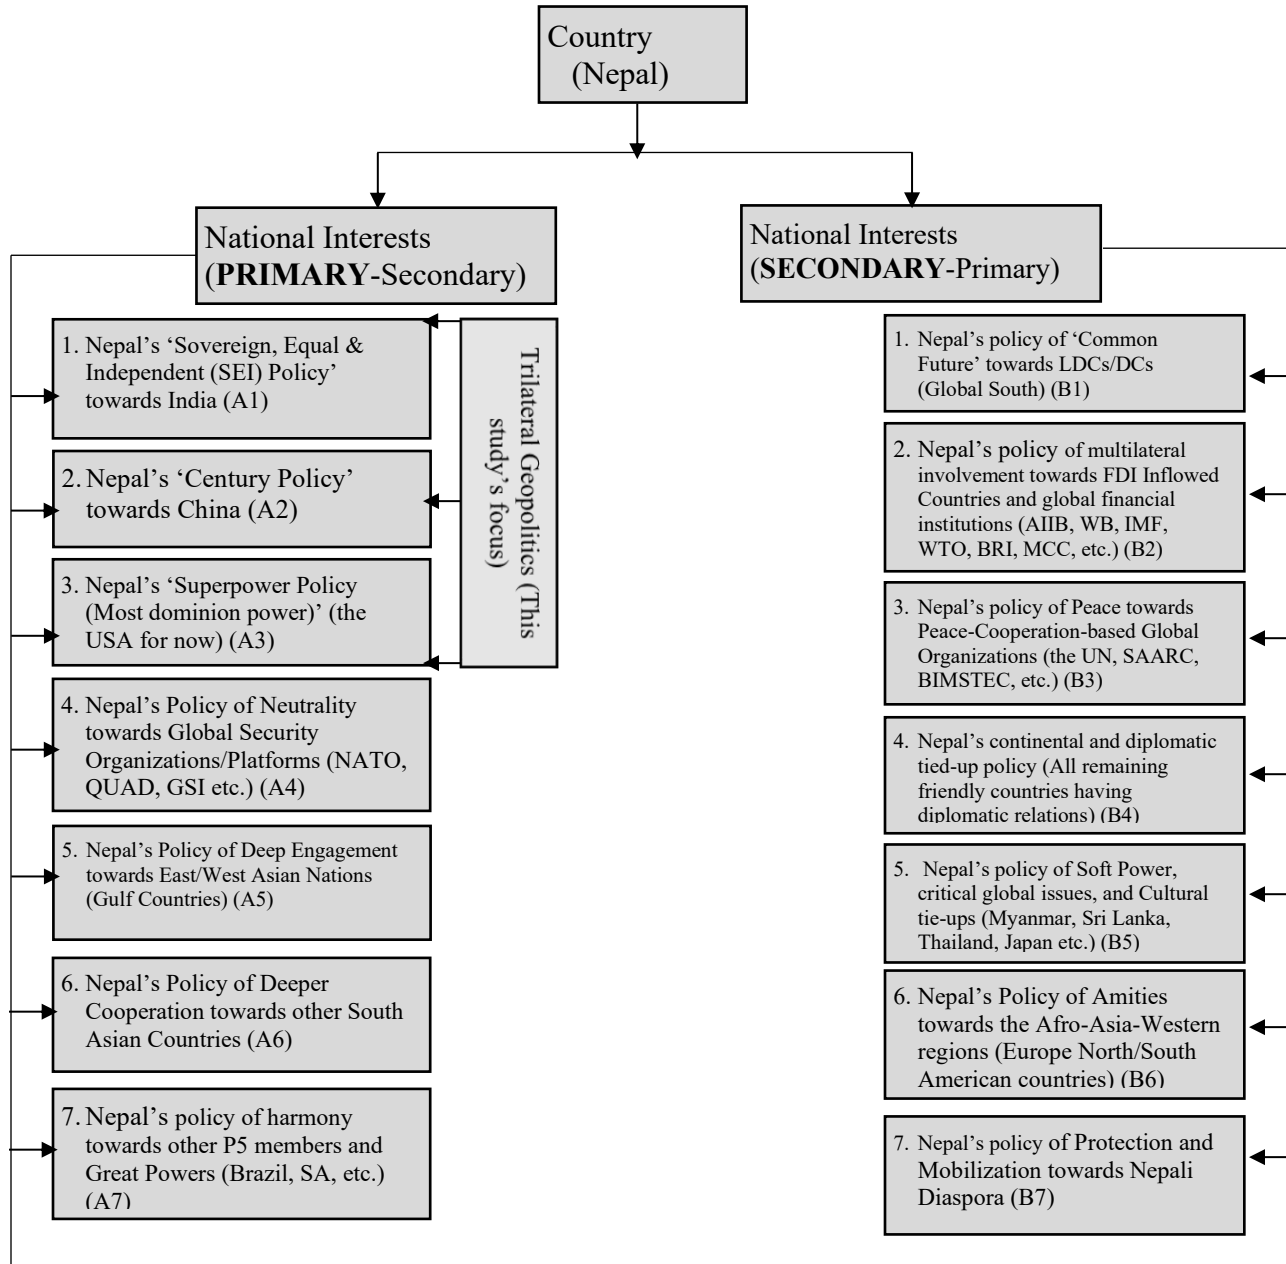 Country
(Nepal)
National Interests
(PRIMARY-Secondary)
National Interests
(SECONDARY-Primary)
1. Nepal’s ‘Sovereign, Equal &
Independent (SEI) Policy’
towards India (A1)
2. Nepal’s ‘Century Policy’
towards China (A2)
3. Nepal’s ‘Superpower Policy
(Most dominion power)’ (the
USA for now) (A3)
Trilateral Geopolitics (This
study’s focus)
4. Nepal’s Policy of Neutrality
towards Global Security
Organizations/Platforms (NATO,
QUAD, GSI etc.) (A4)
5. Nepal’s Policy of Deep Engagement
towards East/West Asian Nations
(Gulf Countries) (A5)
6. Nepal’s Policy of Deeper
Cooperation towards other South
Asian Countries (A6)
7. Nepal’s policy of harmony
towards other P5 members and
Great Powers (Brazil, SA, etc.)
(A7)
1. Nepal’s policy of ‘Common
Future’ towards LDCs/DCs
(Global South) (B1)
2. Nepal’s policy of multilateral
involvement towards FDI Inflowed
Countries and global financial
institutions (AIIB, WB, IMF,
WTO, BRI, MCC, etc.) (B2)
3. Nepal’s policy of Peace towards
Peace-Cooperation-based Global
Organizations (the UN, SAARC,
BIMSTEC, etc.) (B3)
4. Nepal’s continental and diplomatic
tied-up policy (All remaining
friendly countries having
diplomatic relations) (B4)
5. Nepal’s policy of Soft Power,
critical global issues, and Cultural
tie-ups (Myanmar, Sri Lanka,
Thailand, Japan etc.) (B5)
6. Nepal’s Policy of Amities
towards the Afro-Asia-Western
regions (Europe North/South
American countries) (B6)
7. Nepal’s policy of Protection and
Mobilization towards Nepali
Diaspora (B7)